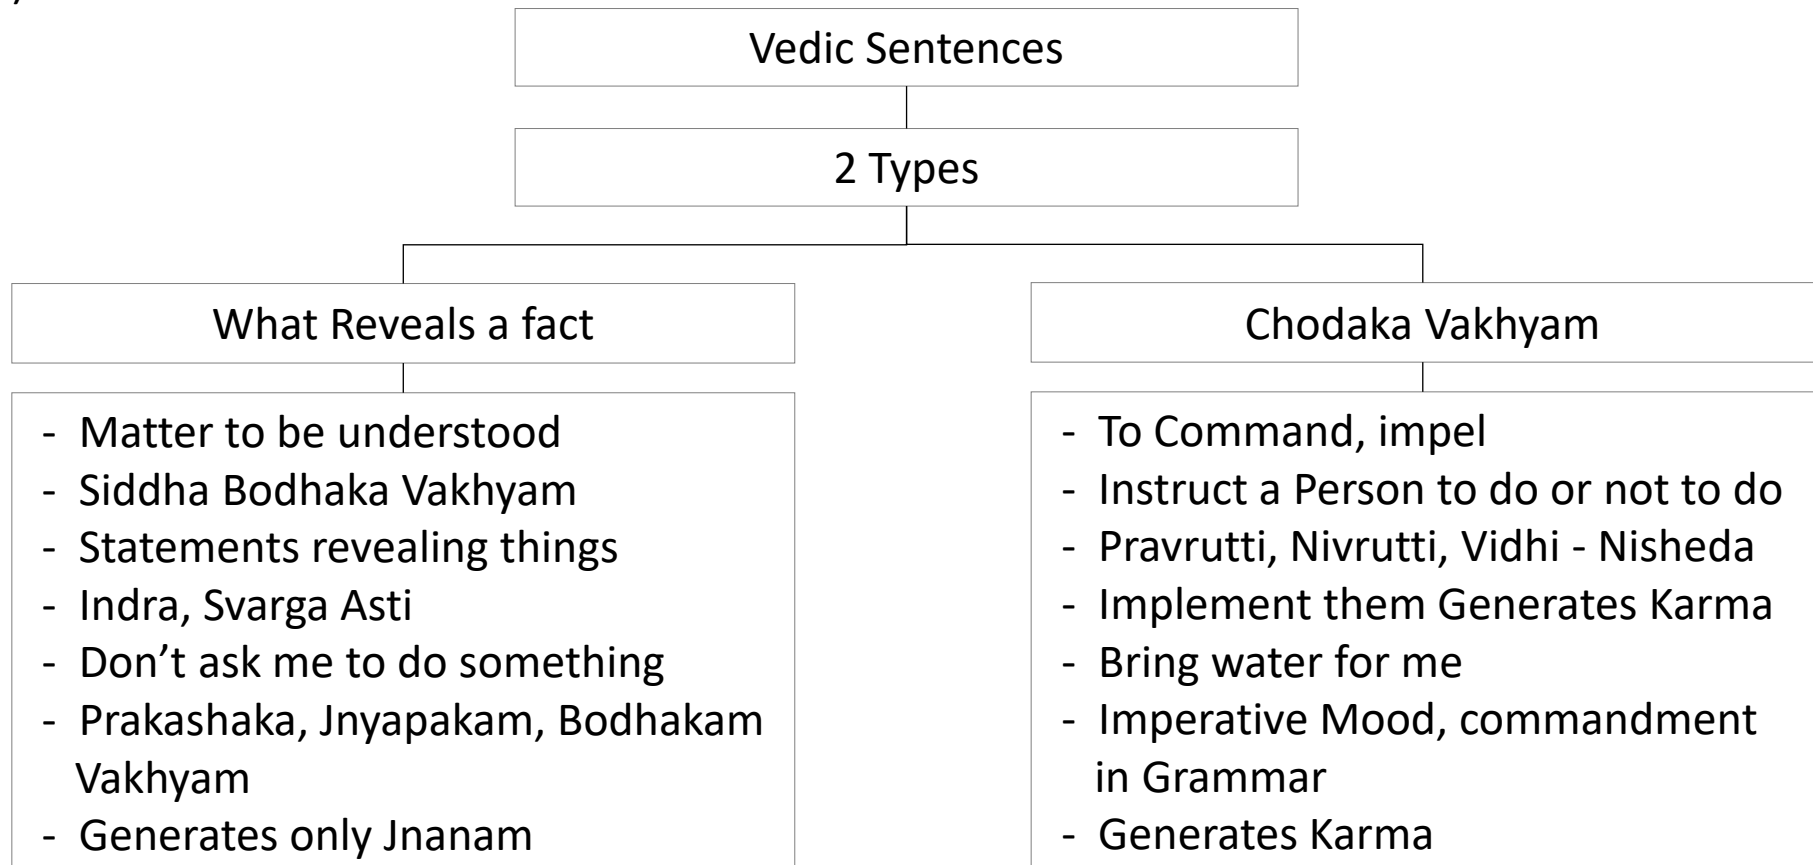 Vedic Sentences
2 Types
What Reveals a fact
- Matter to be understood
- Siddha Bodhaka Vakhyam
- Statements revealing things
- Indra, Svarga Asti
- Don’t ask me to do something
- Prakashaka, Jnyapakam, Bodhakam
Vakhyam
- Generates only Jnanam
Chodaka Vakhyam
- To Command, impel
- Instruct a Person to do or not to do
- Pravrutti, Nivrutti, Vidhi - Nisheda
- Implement them Generates Karma
- Bring water for me
- Imperative Mood, commandment
in Grammar
- Generates Karma